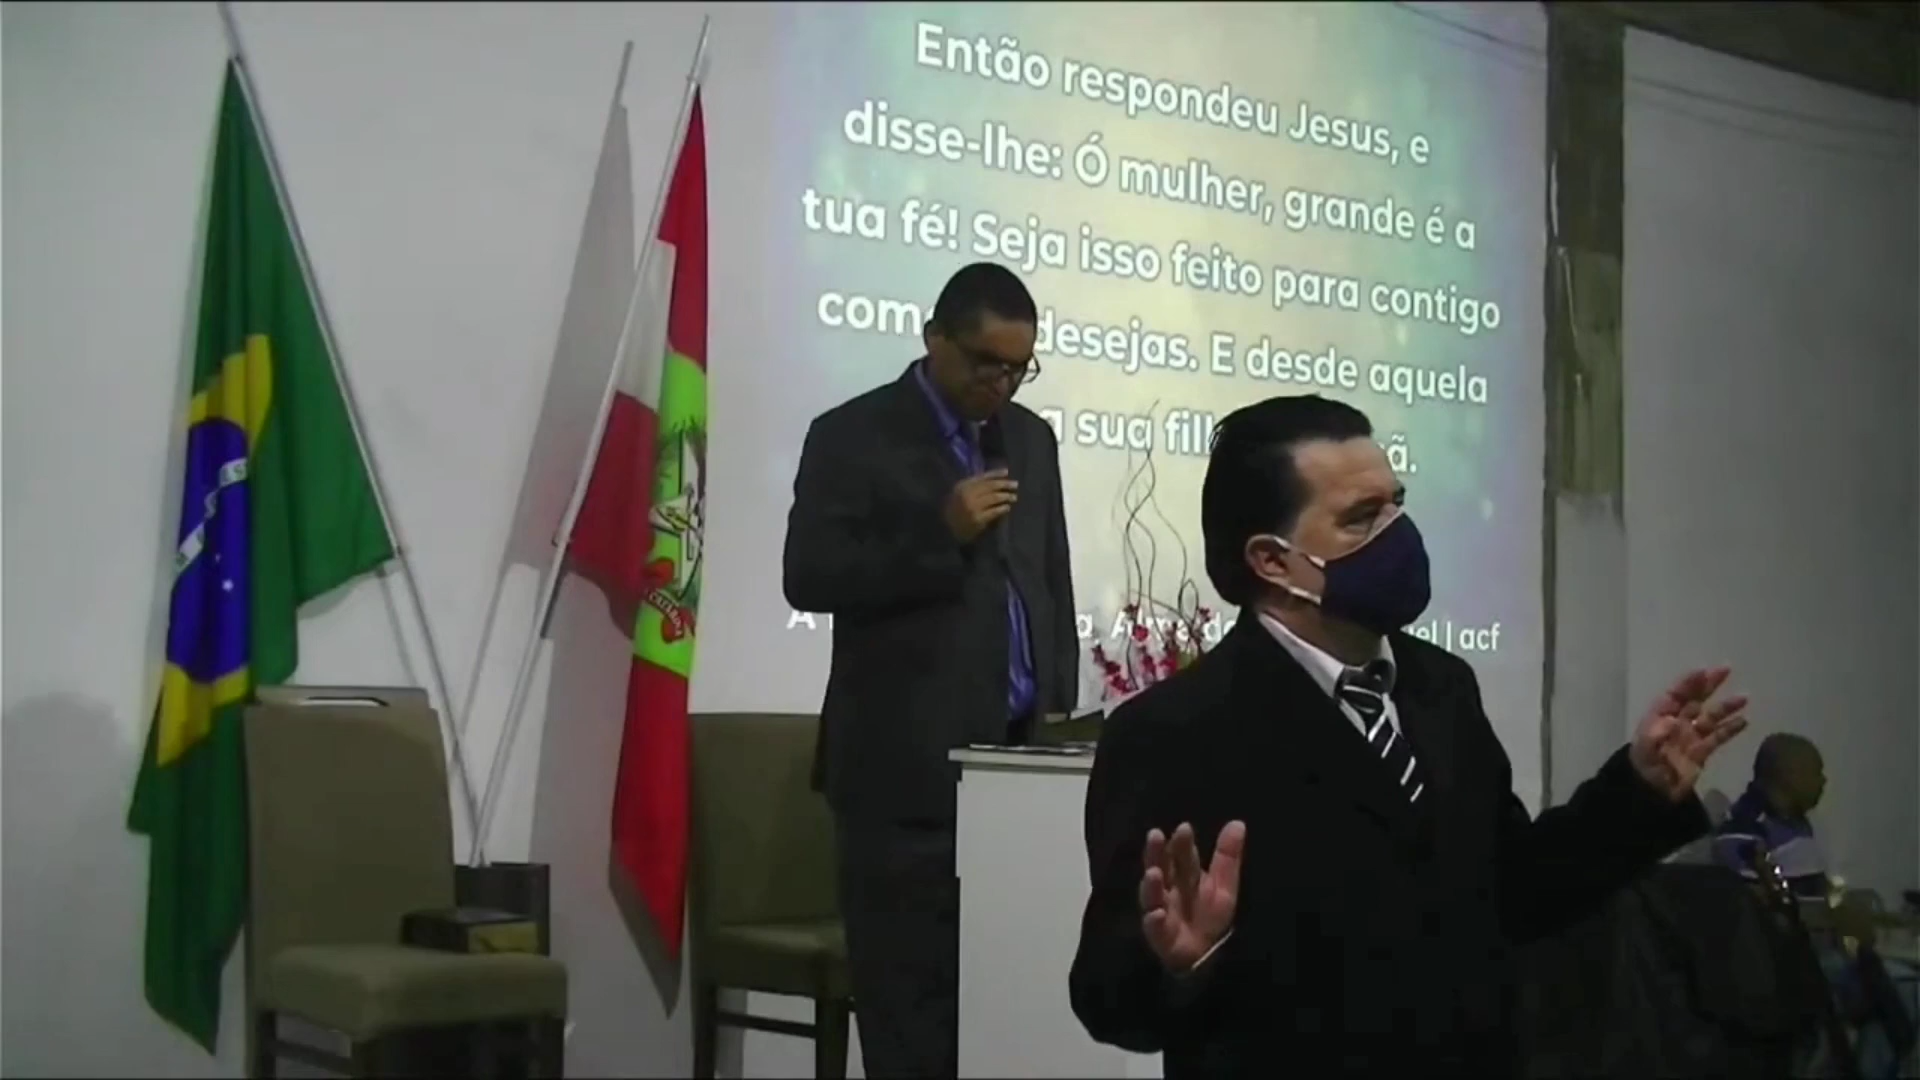 Então respondeu Jesus, e
disse-lhe: Ó mulher, grande é a
tua fé! Seja isso feito para contigo
desejas. E desde aquela
a sua
acf